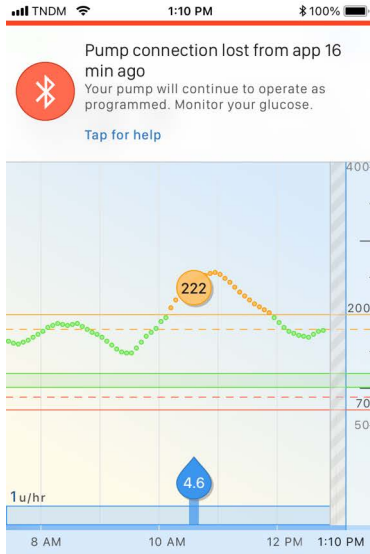 TNDM 1:10 PM 100%
Pump connection lost from app 16
min ago
Your pump will continue to operate as
programmed. Monitor your glucose.
Tap for help
400
222
200
70
50
4.6
1u/hr
8 AM 10 AM 12 PM 1:10 PM